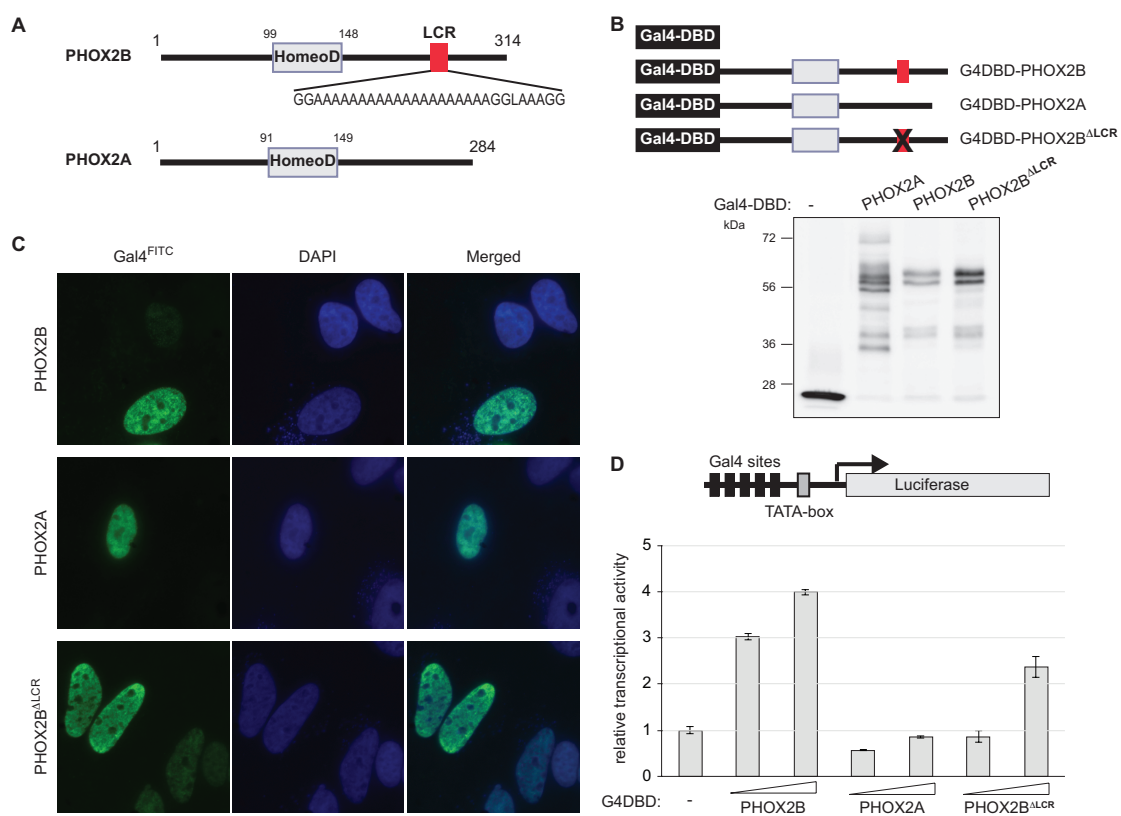 A
PHOX2B
1
99
HomeoD
148
LCR
314
GGAAAAAAAAAAAAAAAAAAAAGGLAAAGG
PHOX2A
1
91
HomeoD
149
284
B
Gal4-DBD
Gal4-DBD
G4DBD-PHOX2B
Gal4-DBD
G4DBD-PHOX2A
Gal4-DBD
X
G4DBD-PHOX2BΔLCR
Gal4-DBD: - PHOX2A PHOX2B PHOX2BΔLCR
kDa
72
56
36
28
C
Gal4FITC DAPI Merged
PHOX2B
PHOX2A
PHOX2BΔLCR
D
Gal4 sites
Luciferase
TATA-box
relative transcriptional activity
5
4
3
2
1
0
G4DBD: - PHOX2B PHOX2A PHOX2BΔLCR